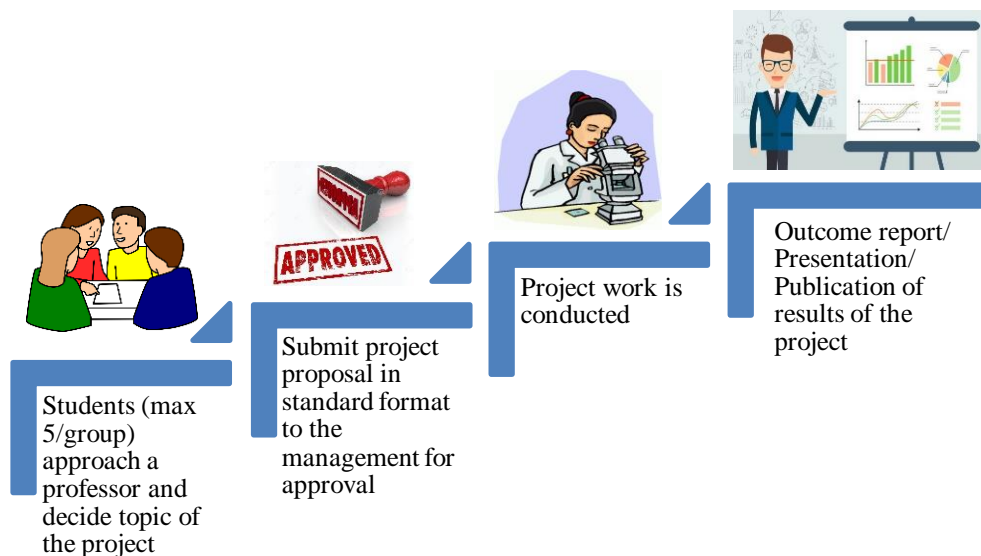 APPROVED
Students (max
5/group)
approach a
professor and
decide topic of
the project
Submit project
proposal in
standard format
to the
management for
approval
Project work is
conducted
Outcome report/
Presentation/
Publication of
results of the
project